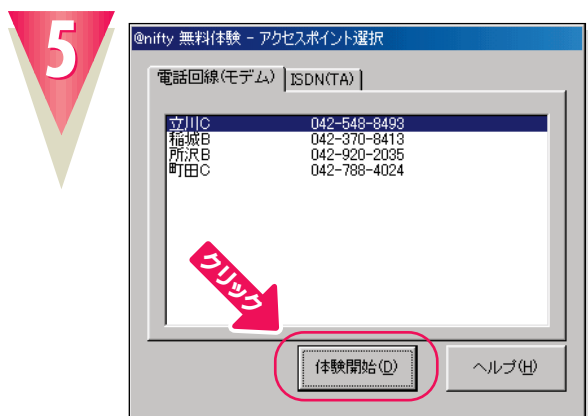 5
@nifty 無料体験 - アクセスポイント選択
電話回線(モデム) ISDN(TA)
立川C 042-548-8493
稲城B 042-370-8413
所沢B 042-920-2035
町田C 042-788-4024
クリック
体験開始(D) ヘルプ(H)